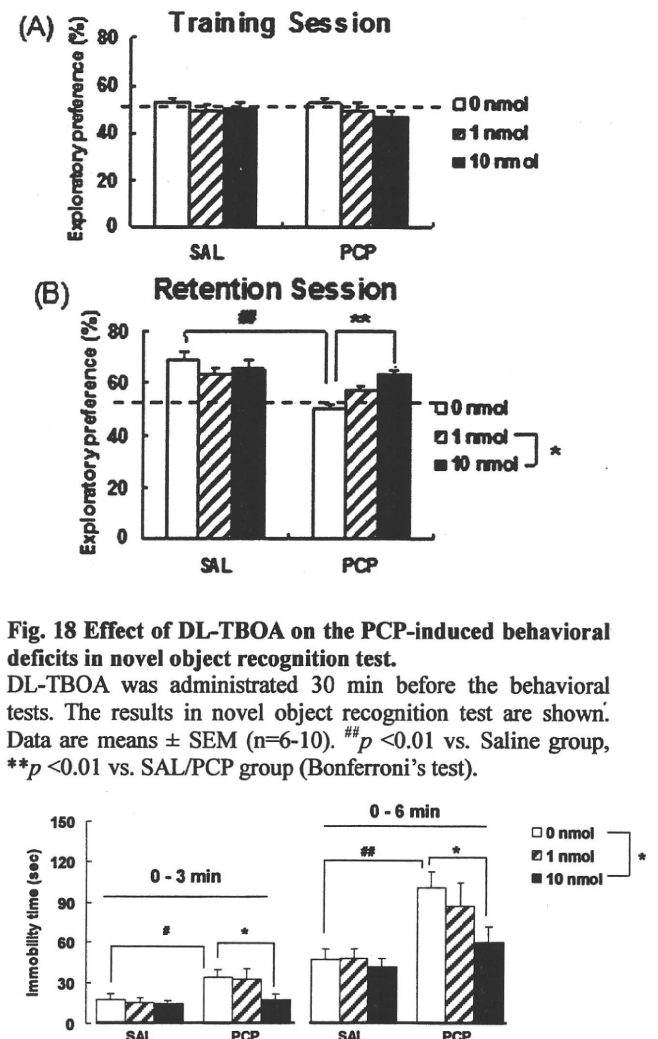 (A) Training Session
Exploratory preference (%)
80
60
40
20
0
0 nmol
1 nmol
10 nmol
SAL PCP
(B) Retention Session
Exploratory preference (%)
80
60
40
20
0
## **
0 nmol
1 nmol
10 nmol
*
SAL PCP
Fig. 18 Effect of DL-TBOA on the PCP-induced behavioral
deficits in novel object recognition test.
DL-TBOA was administrated 30 min before the behavioral
tests. The results in novel object recognition test are shown.
Data are means ± SEM (n=6-10). ##p <0.01 vs. Saline group,
**p <0.01 vs. SAL/PCP group (Bonferroni's test).
Immobility time (sec)
150
120
90
60
30
0
0 - 3 min
# *
0 - 6 min
## *
0 nmol
1 nmol
10 nmol
*
SAL PCP SAL PCP